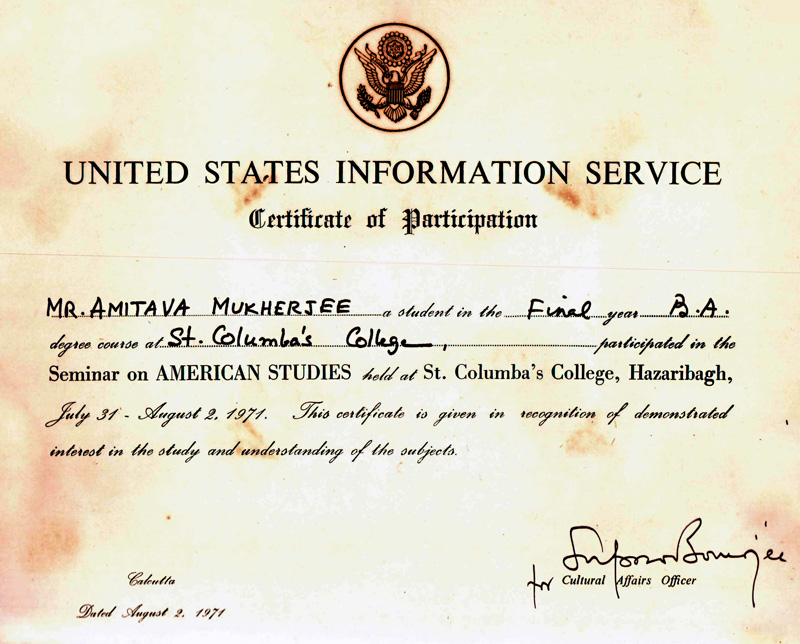 UNITED STATES INFORMATION SERVICE
Certificate of Participation
MR. AMITAVA MUKHERJEE a student in the Final year B.A.
degree course at St. Columba's College, participated in the
Seminar on AMERICAN STUDIES held at St. Columba's College, Hazaribagh,
July 31 - August 2, 1971. This certificate is given in recognition of demonstrated
interest in the study and understanding of the subjects.
for Cultural Affairs Officer
Calcutta
Dated August 2, 1971